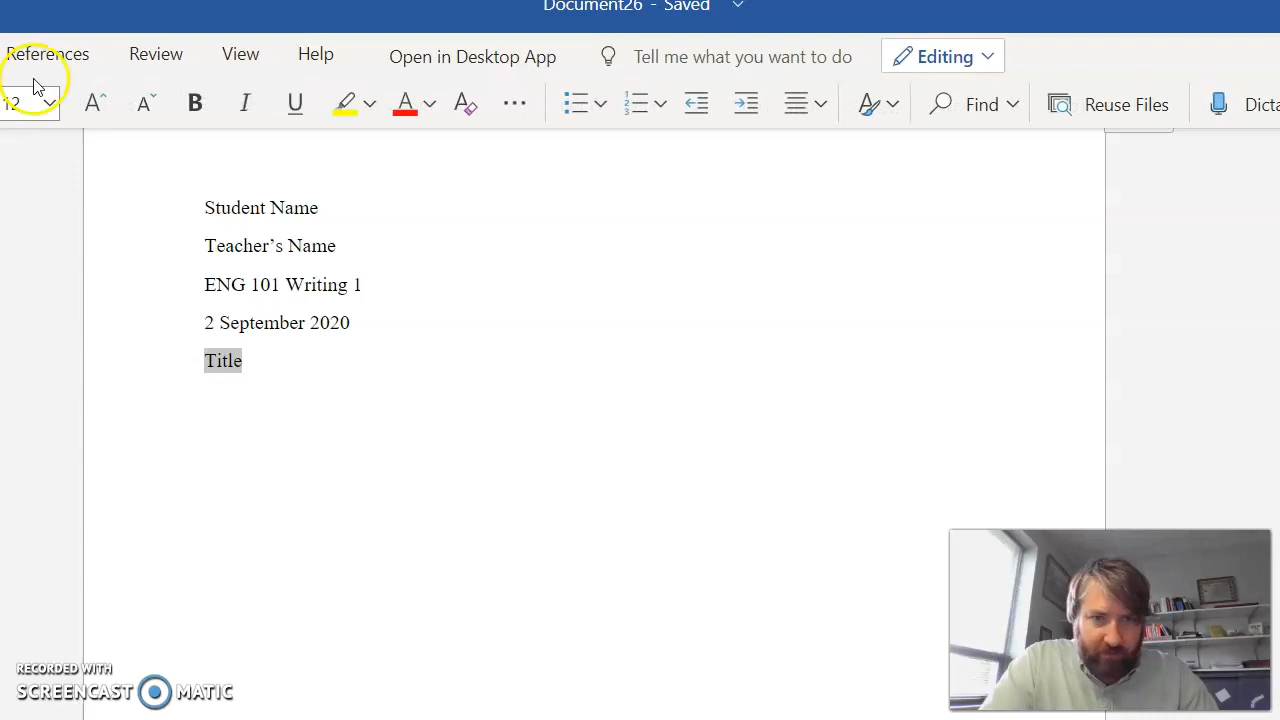 Document26 - Saved
References Review View Help Open in Desktop App Tell me what you want to do Editing
12 A A B I U A A Find Reuse Files
Student Name
Teacher’s Name
ENG 101 Writing 1
2 September 2020
Title
RECORDED WITH
SCREENCAST MATIC